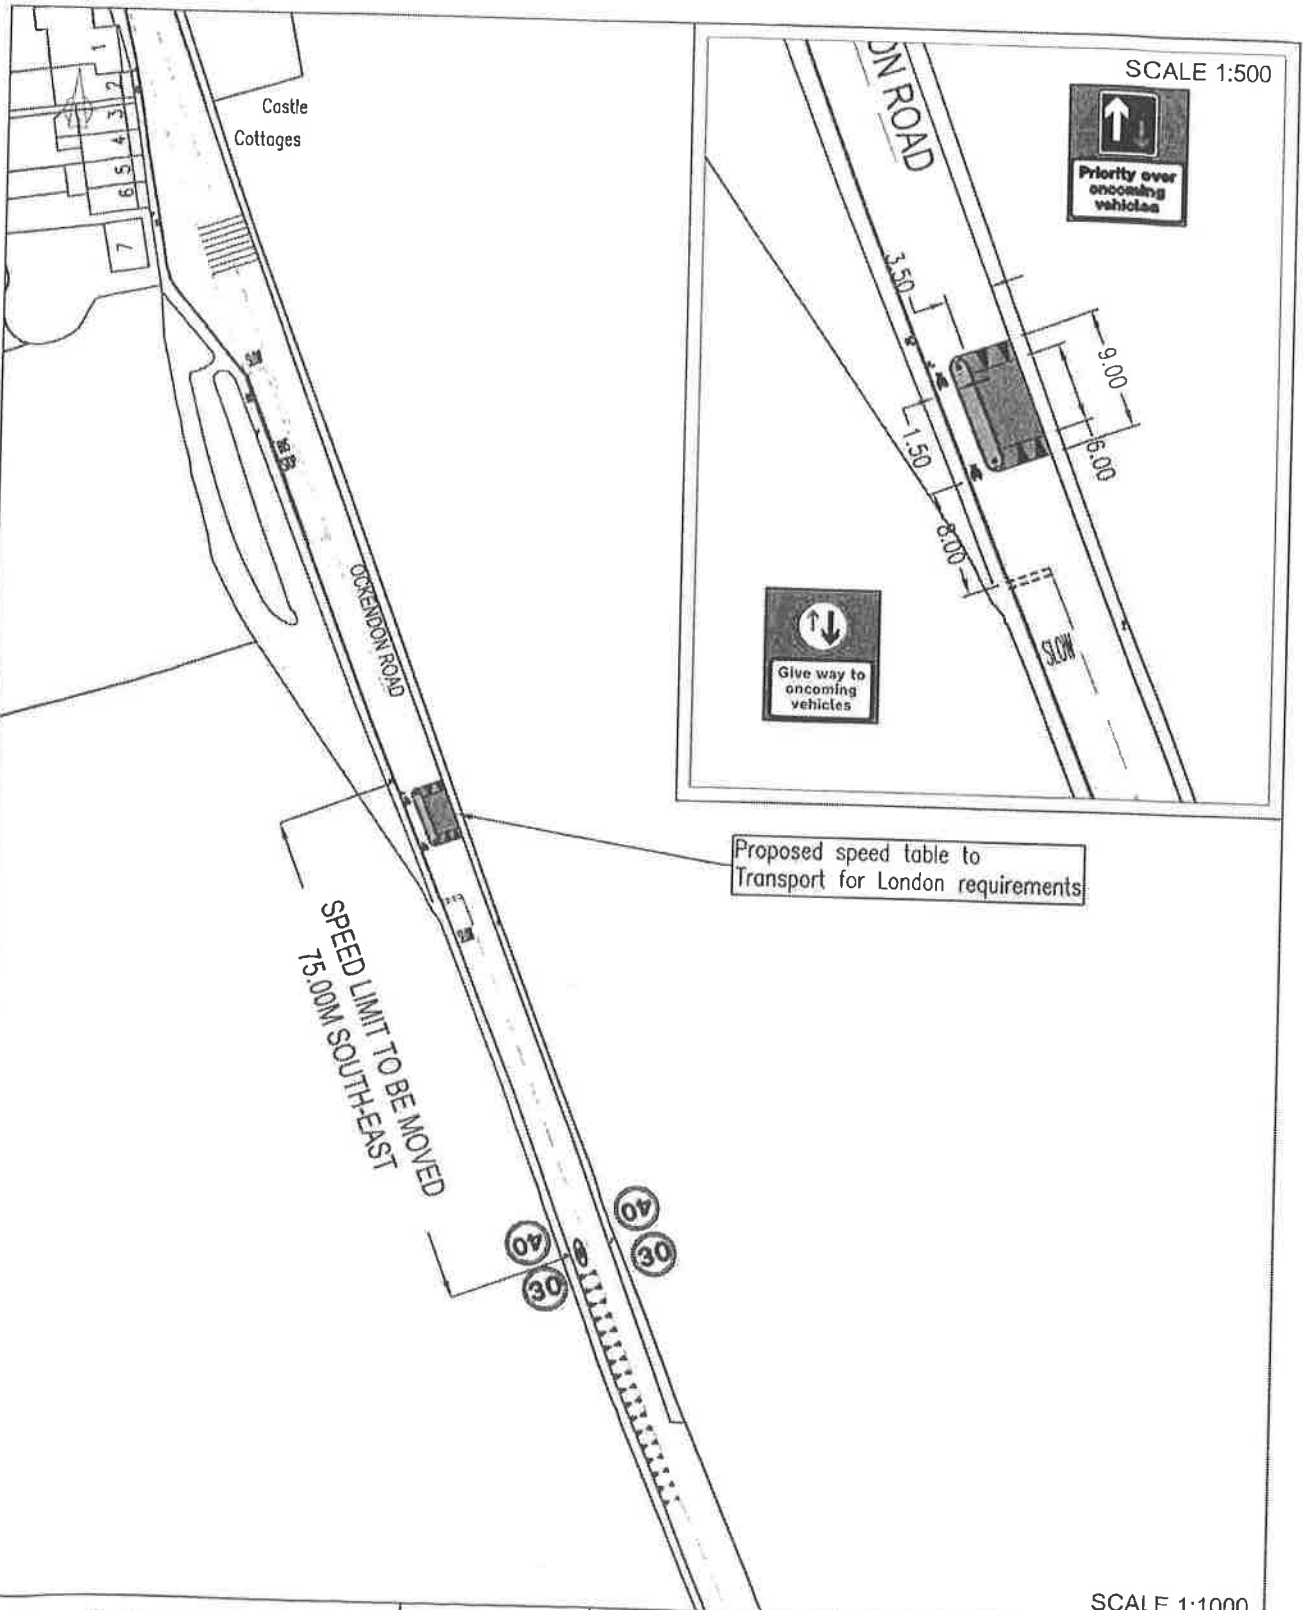 1
2
3
4
5
6
7
Castle
Cottages
SLOW
OCKENDON ROAD
SCALE 1:500
ON ROAD
Priority over
oncoming
vehicles
3.50
9.00
6.00
1.50
8.00
SLOW
Give way to
oncoming
vehicles
Proposed speed table to
Transport for London requirements
SLOW
SPEED LIMIT TO BE MOVED
75.00M SOUTH-EAST
40
30
40
30
SCALE 1:1000